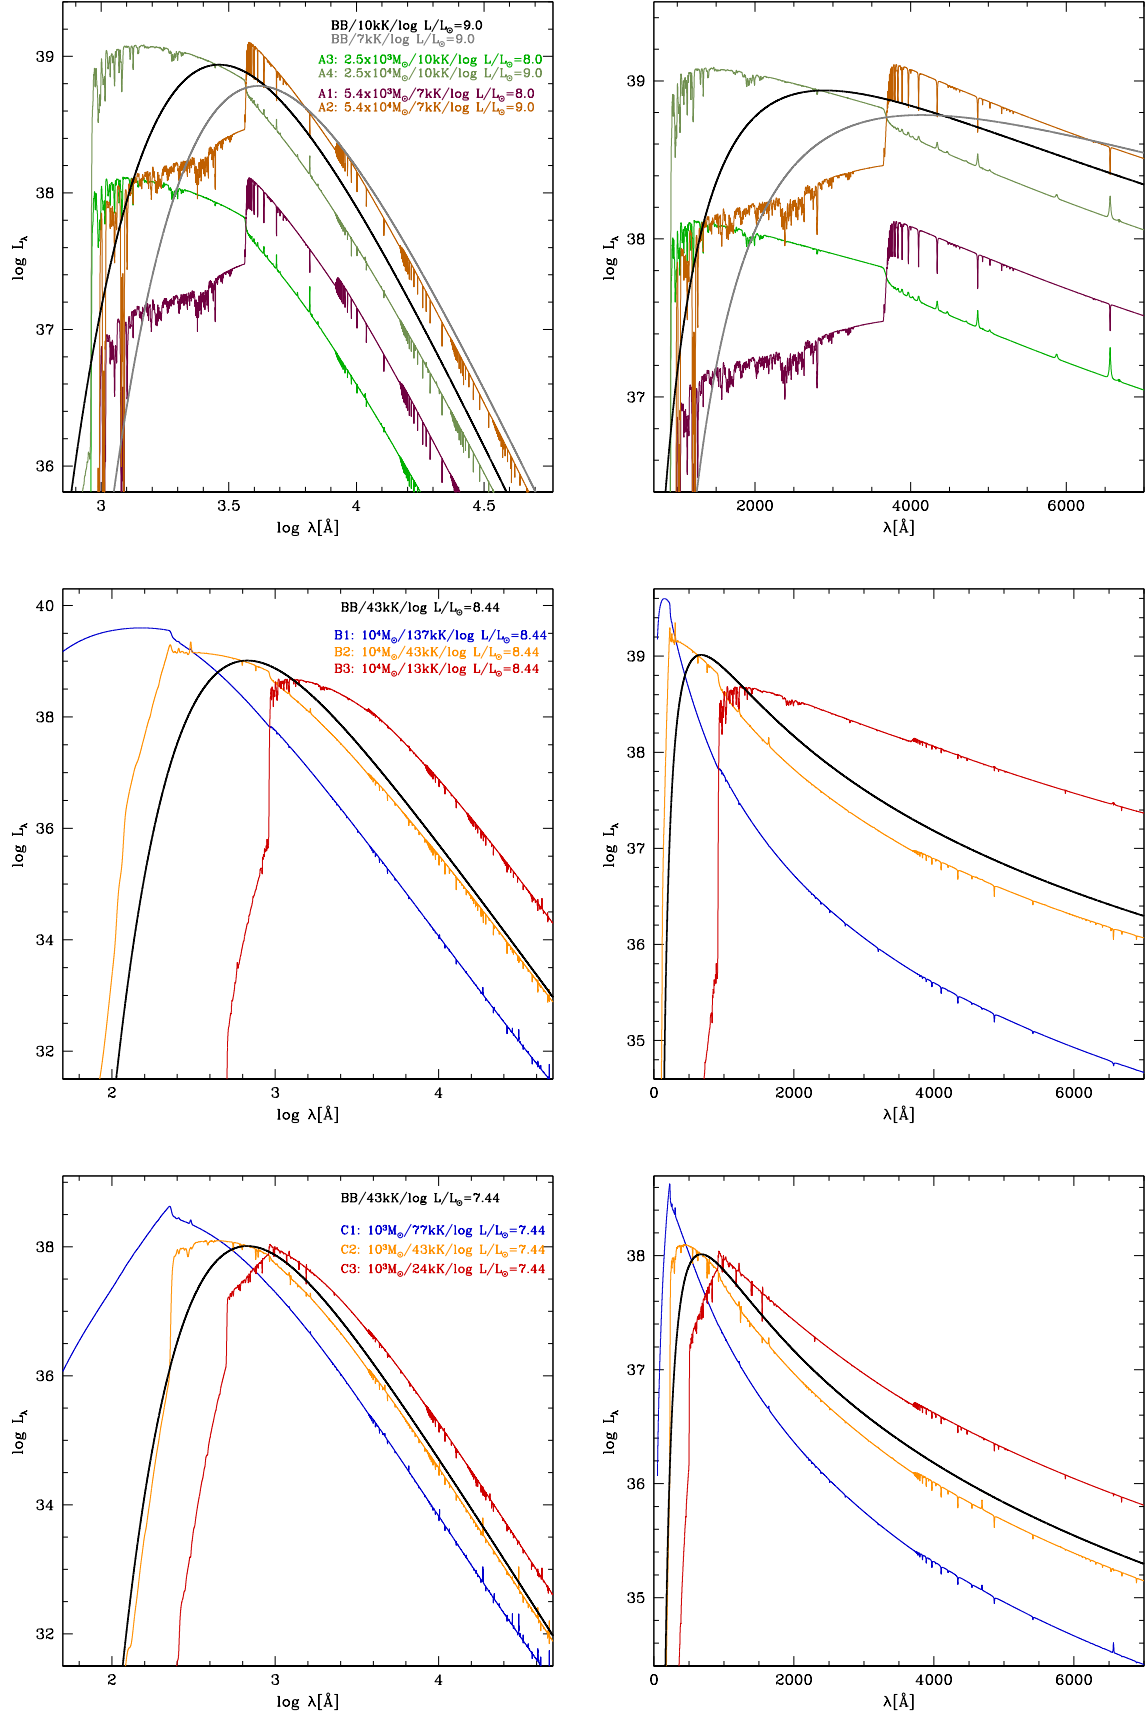 BB/10kK/log L/L⊙=9.0
BB/7kK/log L/L⊙=9.0
A3: 2.5x10³M⊙/10kK/log L/L⊙=8.0
A4: 2.5x10⁴M⊙/10kK/log L/L⊙=9.0
A1: 5.4x10³M⊙/7kK/log L/L⊙=8.0
A2: 5.4x10⁴M⊙/7kK/log L/L⊙=9.0
39
38
37
36
log Lλ
3 3.5 4 4.5
log λ[Å]
39
38
37
log Lλ
2000 4000 6000
λ[Å]
BB/43kK/log L/L⊙=8.44
B1: 10⁴M⊙/137kK/log L/L⊙=8.44
B2: 10⁴M⊙/43kK/log L/L⊙=8.44
B3: 10⁴M⊙/13kK/log L/L⊙=8.44
40
38
36
34
32
log Lλ
2 3 4
log λ[Å]
39
38
37
36
35
log Lλ
0 2000 4000 6000
λ[Å]
BB/43kK/log L/L⊙=7.44
C1: 10³M⊙/77kK/log L/L⊙=7.44
C2: 10³M⊙/43kK/log L/L⊙=7.44
C3: 10³M⊙/24kK/log L/L⊙=7.44
38
36
34
32
log Lλ
2 3 4
log λ[Å]
38
37
36
35
log Lλ
0 2000 4000 6000
λ[Å]